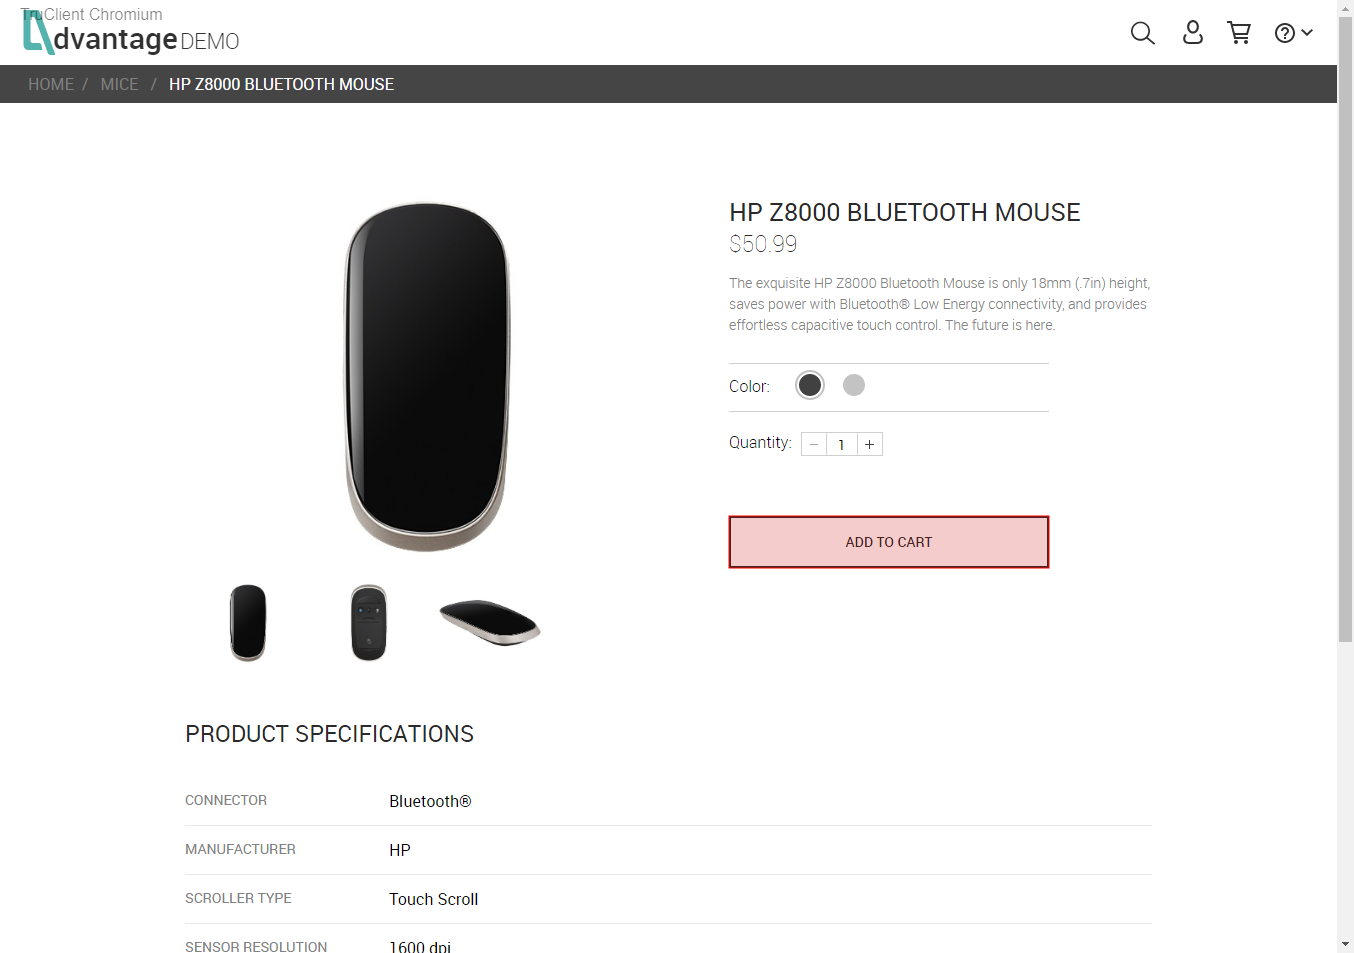 TruClient Chromium
dvantage DEMO
HOME / MICE / HP Z8000 BLUETOOTH MOUSE
HP Z8000 BLUETOOTH MOUSE
$50.99
The exquisite HP Z8000 Bluetooth Mouse is only 18mm (.7in) height,
saves power with Bluetooth® Low Energy connectivity, and provides
effortless capacitive touch control. The future is here.
Color:
Quantity: − 1 +
ADD TO CART
PRODUCT SPECIFICATIONS
CONNECTOR Bluetooth®
MANUFACTURER HP
SCROLLER TYPE Touch Scroll
SENSOR RESOLUTION 1600 dpi